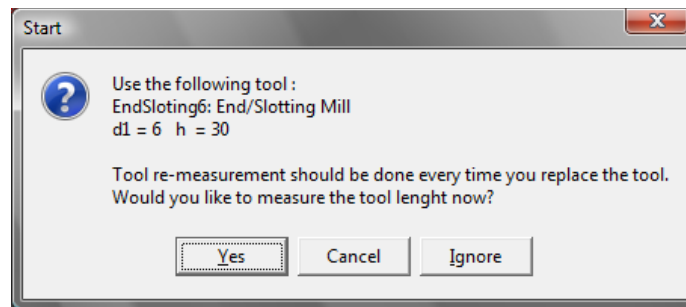 Start
Use the following tool :
EndSloting6: End/Slotting Mill
d1 = 6 h = 30
Tool re-measurement should be done every time you replace the tool.
Would you like to measure the tool lenght now?
Yes Cancel Ignore